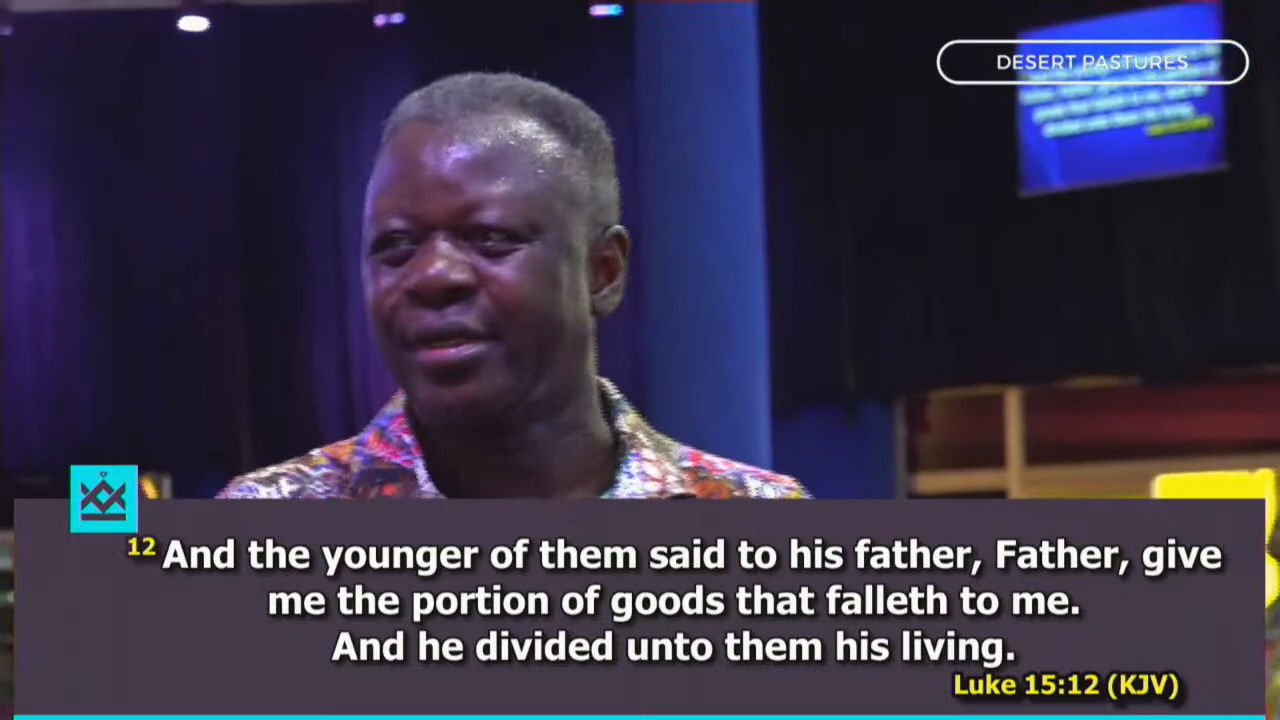 DESERT PASTURES
12 And the younger of them said to his father, Father, give
me the portion of goods that falleth to me.
And he divided unto them his living.
Luke 15:12 (KJV)